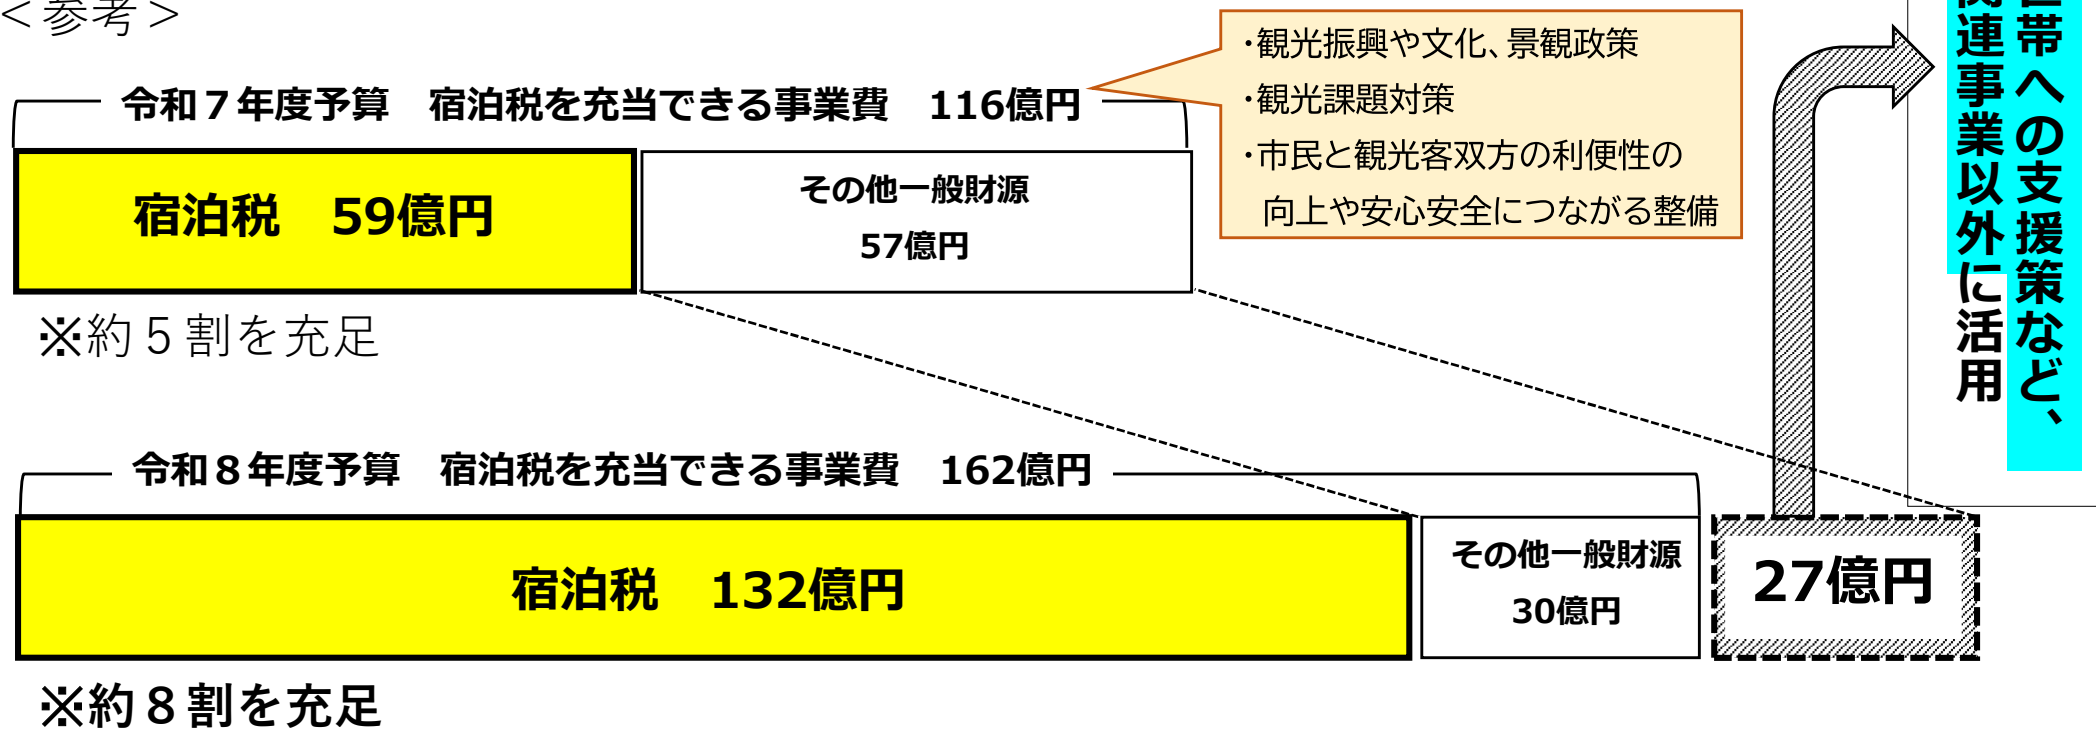 ＜参考＞
令和７年度予算　宿泊税を充当できる事業費　116億円
・観光振興や文化、景観政策
・観光課題対策
・市民と観光客双方の利便性の
向上や安心安全につながる整備
宿泊税　59億円
その他一般財源
57億円
※約５割を充足
帯への支援策など、
連事業以外に活用
令和８年度予算　宿泊税を充当できる事業費　162億円
宿泊税　132億円
その他一般財源
30億円
27億円
※約８割を充足